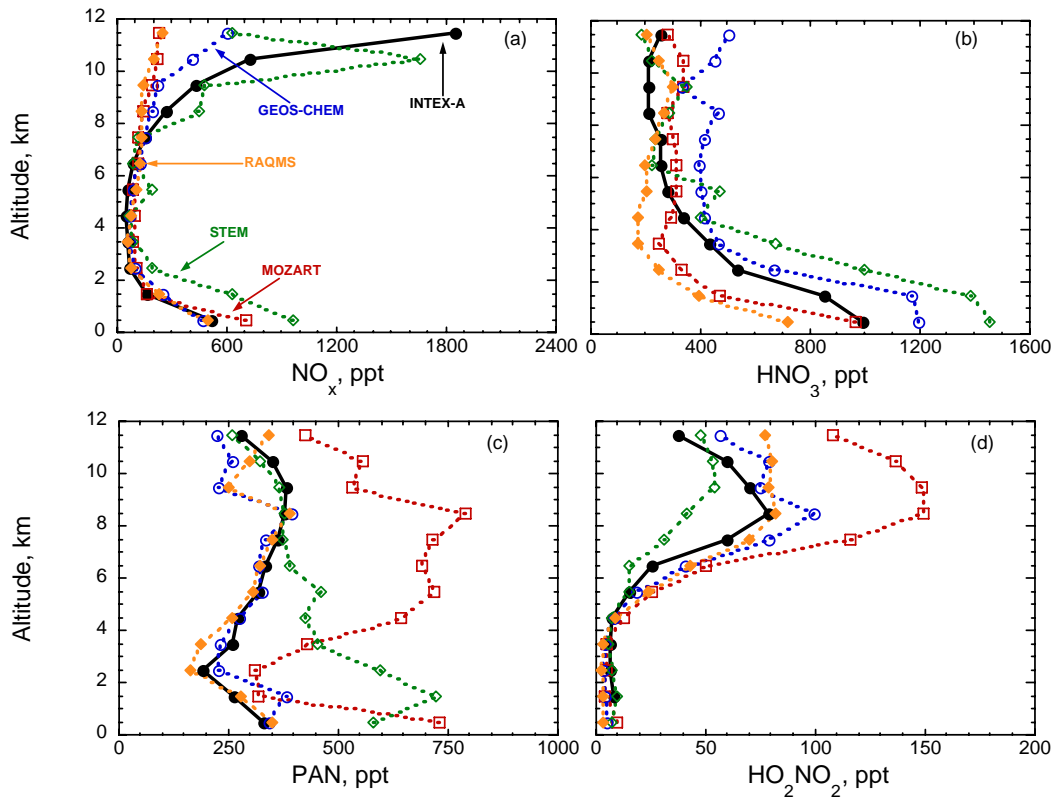 12
10
8
6
4
2
0
Altitude, km
(a)
INTEX-A
GEOS-CHEM
RAQMS
STEM
MOZART
0 600 1200 1800 2400
NOx, ppt
(b)
0 400 800 1200 1600
HNO3, ppt
12
10
8
6
4
2
0
Altitude, km
(c)
0 250 500 750 1000
PAN, ppt
(d)
0 50 100 150 200
HO2NO2, ppt